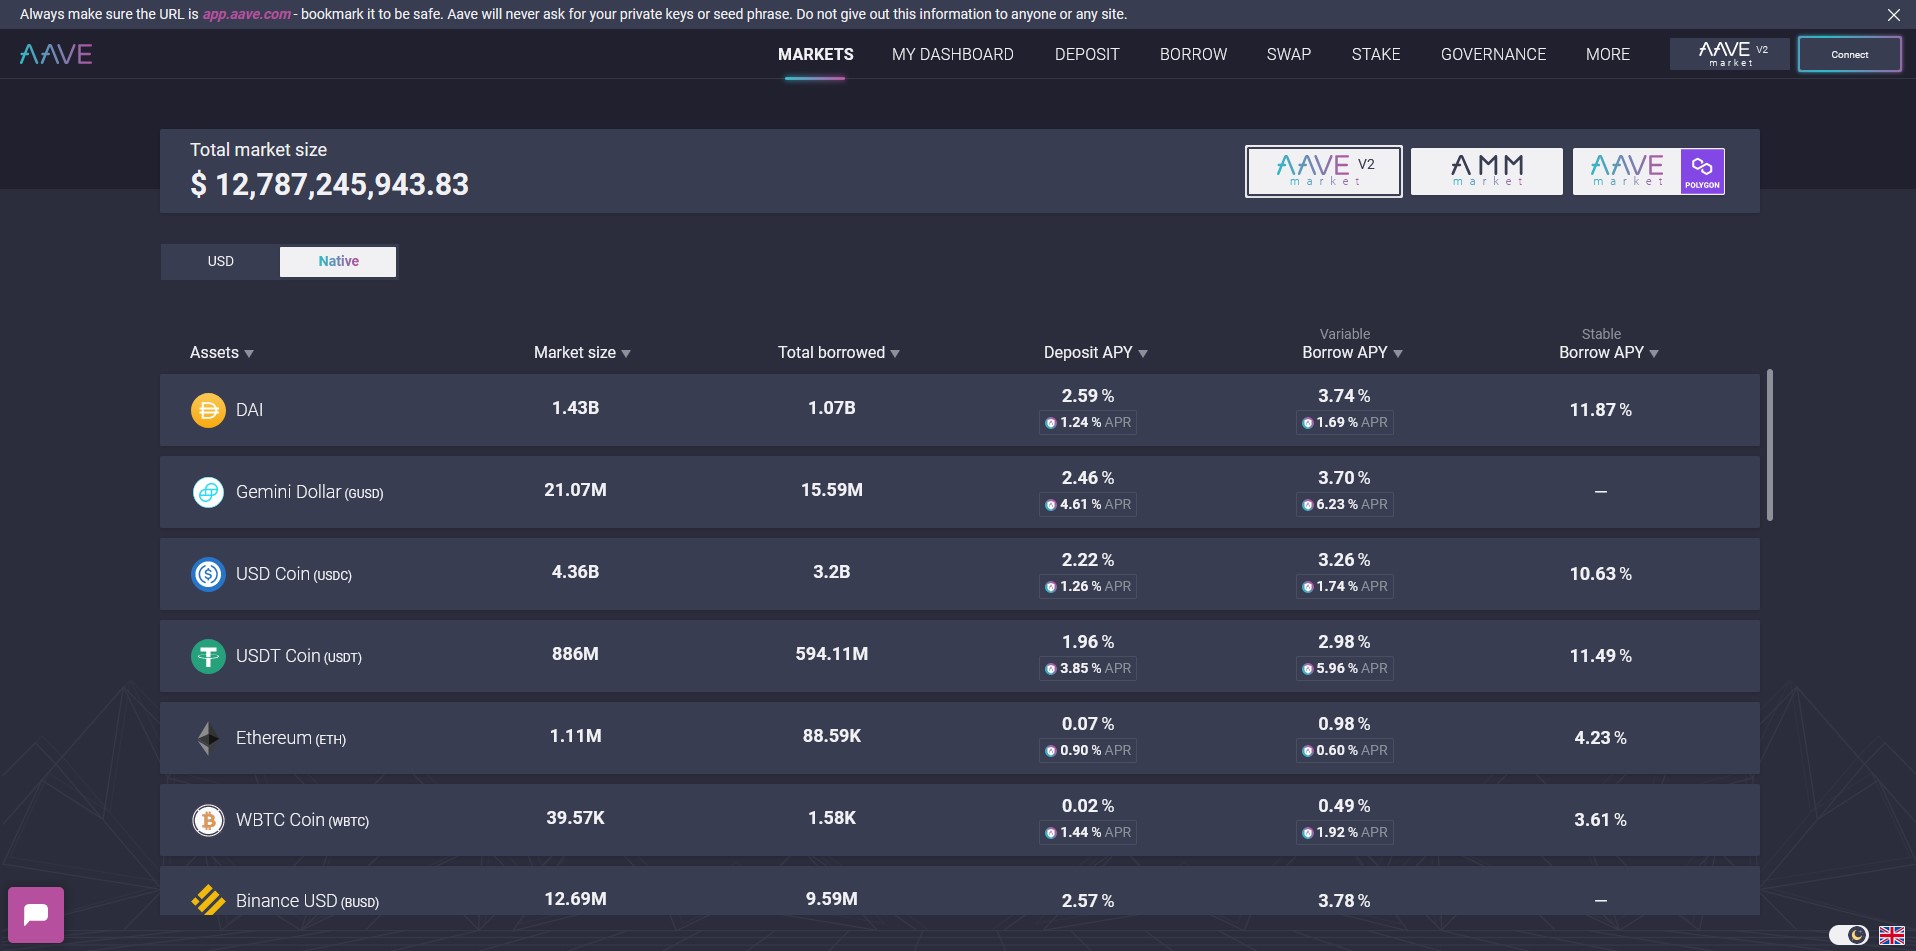 Always make sure the URL is app.aave.com - bookmark it to be safe. Aave will never ask for your private keys or seed phrase. Do not give out this information to anyone or any site.
AAVE MARKETS MY DASHBOARD DEPOSIT BORROW SWAP STAKE GOVERNANCE MORE AAVE V2 market Connect
Total market size
$ 12,787,245,943.83
AAVE V2 market
AMM market
AAVE market POLYGON
USD Native
Assets Market size Total borrowed Deposit APY Variable Borrow APY Stable Borrow APY
DAI 1.43B 1.07B 2.59 % 3.74 % 11.87 %
1.24 % APR 1.69 % APR
Gemini Dollar (GUSD) 21.07M 15.59M 2.46 % 3.70 % —
4.61 % APR 6.23 % APR
USD Coin (USDC) 4.36B 3.2B 2.22 % 3.26 % 10.63 %
1.26 % APR 1.74 % APR
USDT Coin (USDT) 886M 594.11M 1.96 % 2.98 % 11.49 %
3.85 % APR 5.96 % APR
Ethereum (ETH) 1.11M 88.59K 0.07 % 0.98 % 4.23 %
0.90 % APR 0.60 % APR
WBTC Coin (WBTC) 39.57K 1.58K 0.02 % 0.49 % 3.61 %
1.44 % APR 1.92 % APR
Binance USD (BUSD) 12.69M 9.59M 2.57 % 3.78 % —